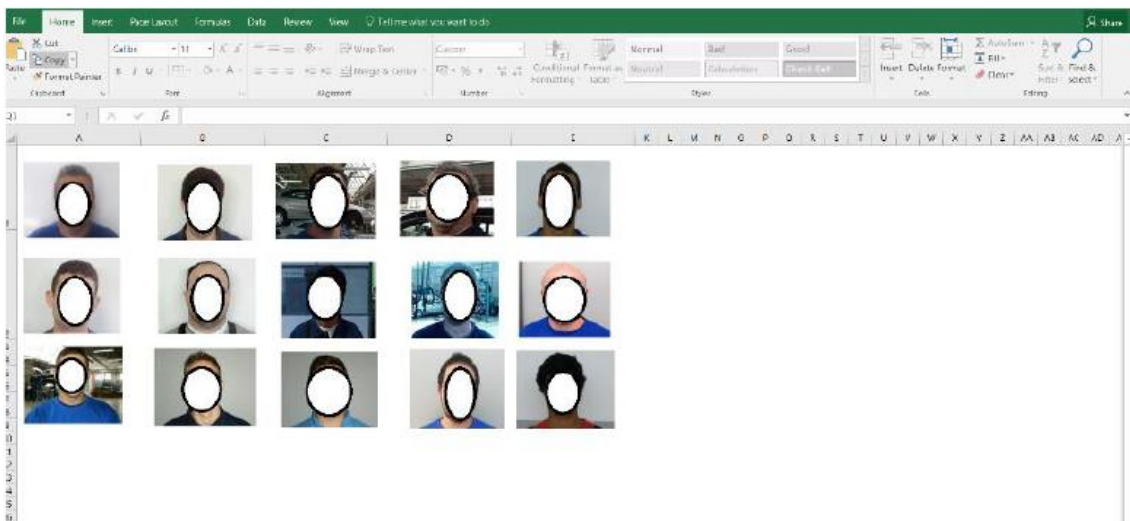 File Home Insert Page Layout Formulas Data Review View Tell me what you want to do Share
Cut
Copy
Format Painter
Paste
Calibri 11
Wrap Text
Merge & Center
Conditional Formatting
Format as Table
Normal Bad Good
Neutral Calculation Check Cell
Insert Delete Format
AutoSum
Fill
Clear
Sort & Filter
Find & Select
Clipboard Font Alignment Number Styles Cells Editing
fx
A B C D E K L M N O P Q R S T U V W X Y Z AA AB AC AD